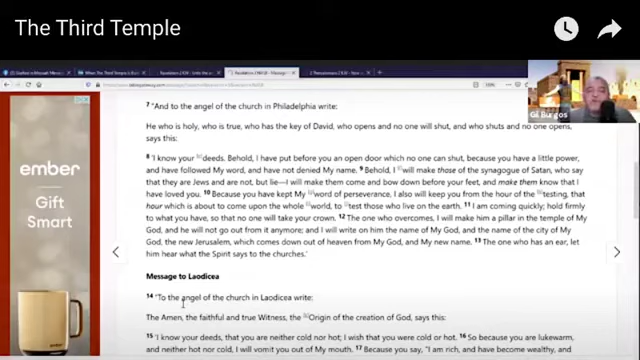 The Third Temple
When The Third Temple is B
Revelation 3 NKJV - Message
2 Thessalonians 2 KJV
Gil Burgos
ember
Gift
Smart
7 "And to the angel of the church in Philadelphia write:
He who is holy, who is true, who has the key of David, who opens and no one will shut, and who shuts and no one opens,
says this:
8 'I know your deeds. Behold, I have put before you an open door which no one can shut, because you have a little power,
and have followed My word, and have not denied My name. 9 Behold, I will make those of the synagogue of Satan, who say
that they are Jews and are not, but lie—I will make them come and bow down before your feet, and make them know that I
have loved you. 10 Because you have kept My word of perseverance, I also will keep you from the hour of the testing, that
hour which is about to come upon the whole world, to test those who live on the earth. 11 I am coming quickly; hold firmly
to what you have, so that no one will take your crown. 12 The one who overcomes, I will make him a pillar in the temple of My
God, and he will not go out from it anymore; and I will write on him the name of My God, and the name of the city of My
God, the new Jerusalem, which comes down out of heaven from My God, and My new name. 13 The one who has an ear, let
him hear what the Spirit says to the churches.'
Message to Laodicea
14 "To the angel of the church in Laodicea write:
The Amen, the faithful and true Witness, the Origin of the creation of God, says this:
15 'I know your deeds, that you are neither cold nor hot; I wish that you were cold or hot. 16 So because you are lukewarm,
and neither hot nor cold, I will vomit you out of My mouth. 17 Because you say, "I am rich, and have become wealthy, and